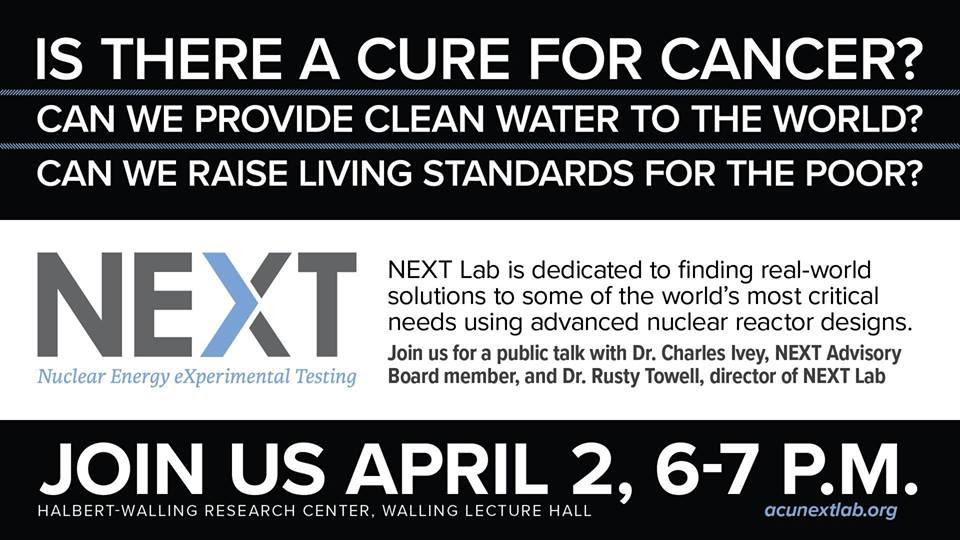 IS THERE A CURE FOR CANCER?
CAN WE PROVIDE CLEAN WATER TO THE WORLD?
CAN WE RAISE LIVING STANDARDS FOR THE POOR?
NEXT
Nuclear Energy eXperimental Testing
NEXT Lab is dedicated to finding real-world
solutions to some of the world's most critical
needs using advanced nuclear reactor designs.
Join us for a public talk with Dr. Charles Ivey, NEXT Advisory
Board member, and Dr. Rusty Towell, director of NEXT Lab
JOIN US APRIL 2, 6-7 P.M.
HALBERT-WALLING RESEARCH CENTER, WALLING LECTURE HALL
acunextlab.org